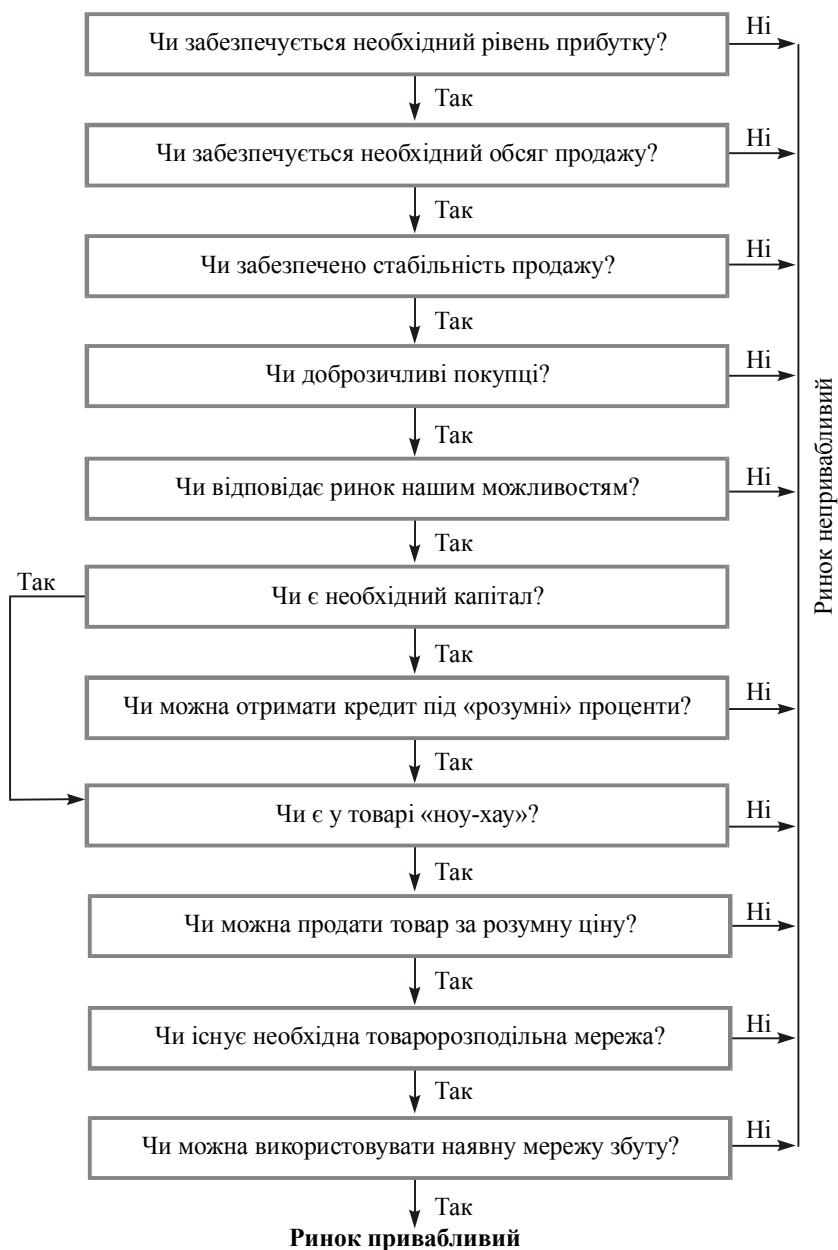 Чи забезпечується необхідний рівень прибутку?
Ні
Так
Чи забезпечується необхідний обсяг продажу?
Ні
Так
Чи забезпечено стабільність продажу?
Ні
Так
Чи доброзичливі покупці?
Ні
Так
Чи відповідає ринок нашим можливостям?
Ні
Так
Так
Чи є необхідний капітал?
Так
Чи можна отримати кредит під «розумні» проценти?
Ні
Так
Чи є у товарі «ноу-хау»?
Ні
Так
Чи можна продати товар за розумну ціну?
Ні
Так
Чи існує необхідна товаророзподільна мережа?
Ні
Так
Чи можна використовувати наявну мережу збуту?
Ні
Так
Ринок привабливий
Ринок непривабливий